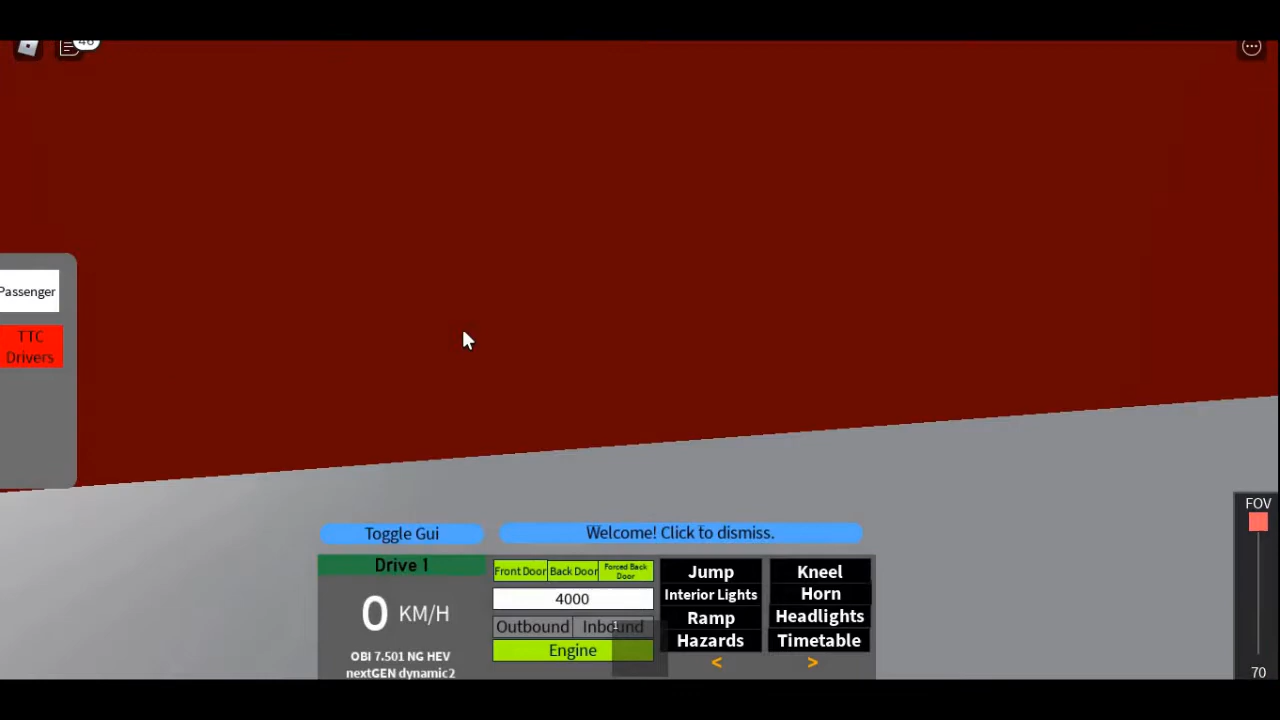 46
Passenger
TTC
Drivers
Toggle Gui
Welcome! Click to dismiss.
FOV
Drive 1
Front Door
Back Door
Forced Back
Door
Jump
Kneel
4000
Interior Lights
Horn
0 KM/H
Outbound
Inbound
1
Ramp
Headlights
Engine
Hazards
Timetable
OBI 7.501 NG HEV
nextGEN dynamic2
<
>
70